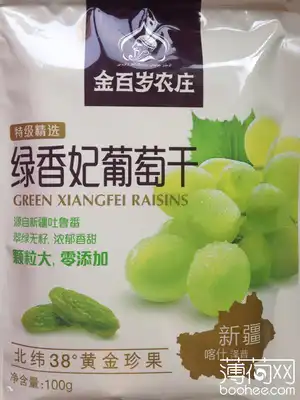 金百岁农庄
特级精选
绿香妃葡萄干
GREEN XIANGFEI RAISINS
源自新疆吐鲁番
翠绿无籽, 浓郁香甜
颗粒大, 零添加
新疆
喀什
北纬38°黄金珍果
净含量:100g
薄荷网
boohee.com